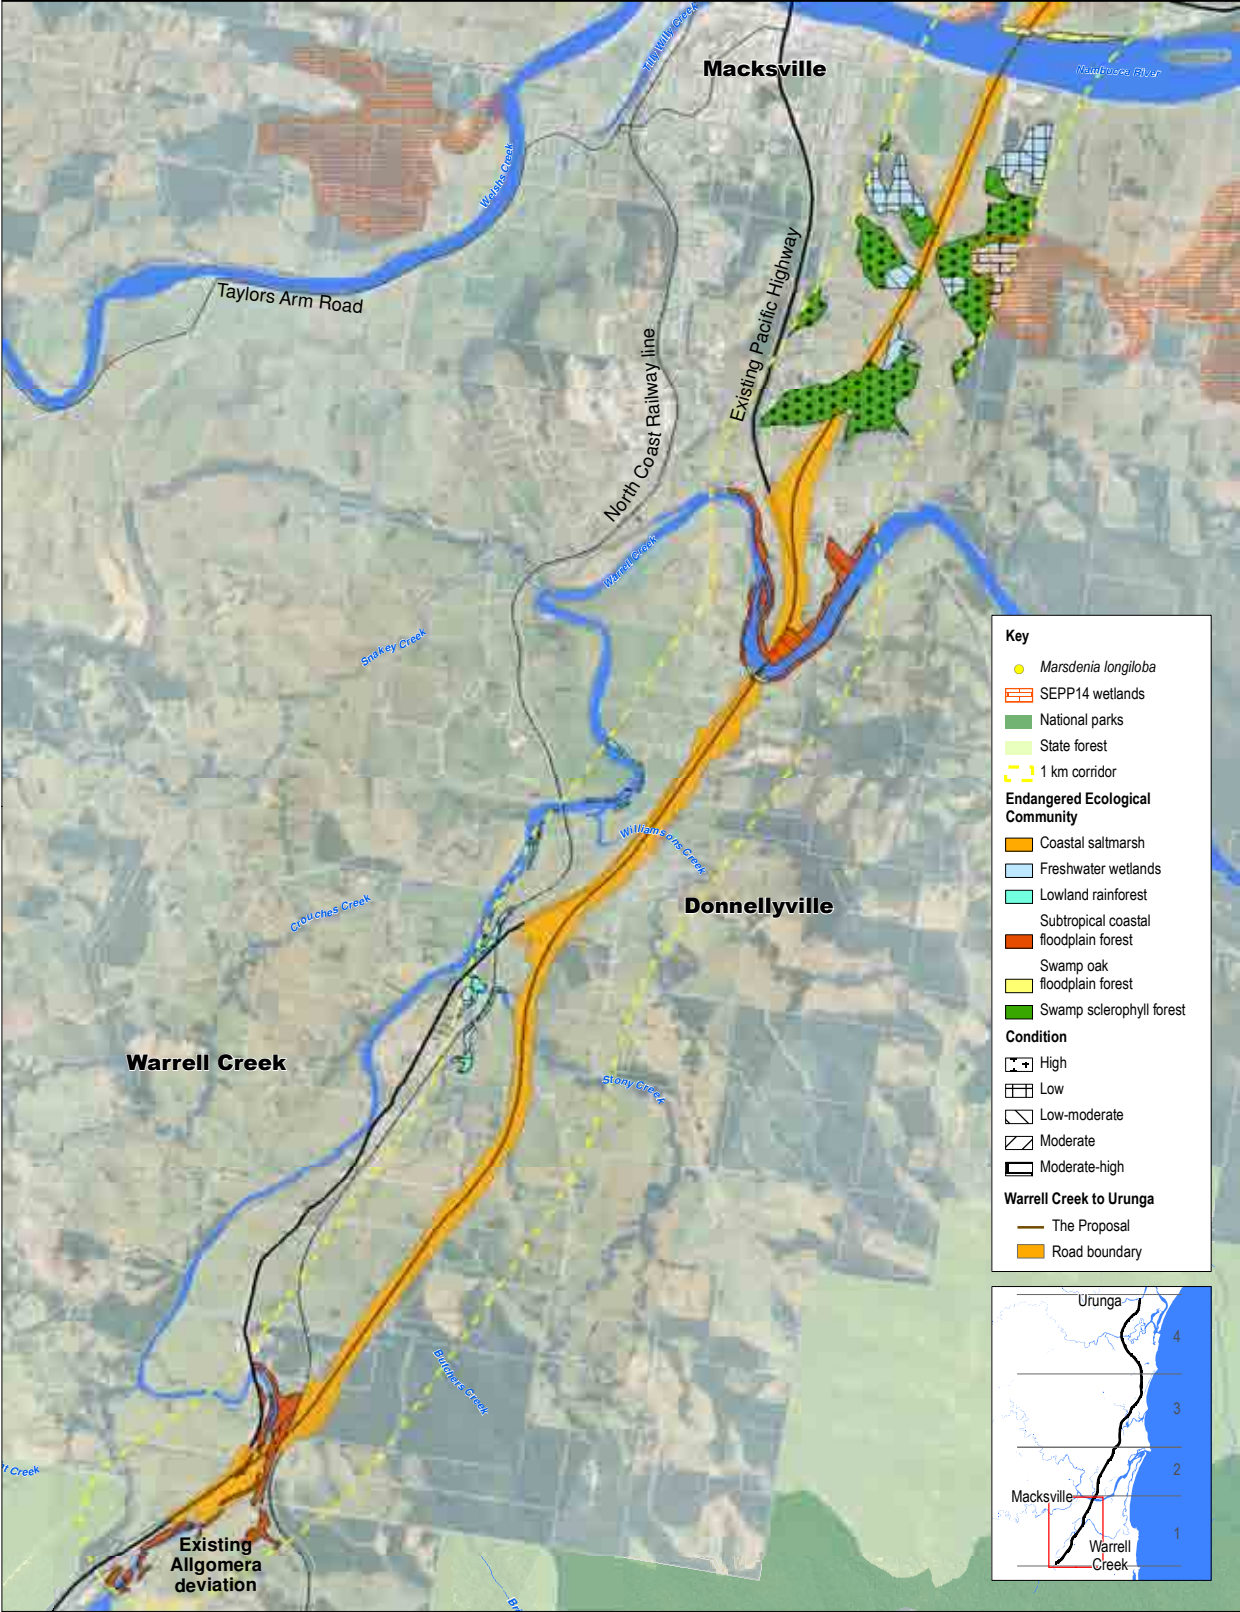 Tilly Willy Creek
Macksville
Nambucca River
Welshs Creek
Taylors Arm Road
Existing Pacific Highway
North Coast Railway line
Warrell Creek
Snakey Creek
Williamsons Creek
Crouches Creek
Donnellyville
Warrell Creek
Stony Creek
Butchers Creek
nt Creek
Existing
Allgomera
deviation
Bri
Key
Marsdenia longiloba
SEPP14 wetlands
National parks
State forest
1 km corridor
Endangered Ecological
Community
Coastal saltmarsh
Freshwater wetlands
Lowland rainforest
Subtropical coastal
floodplain forest
Swamp oak
floodplain forest
Swamp sclerophyll forest
Condition
High
Low
Low-moderate
Moderate
Moderate-high
Warrell Creek to Urunga
The Proposal
Road boundary
Urunga
4
3
2
Macksville
1
Warrell
Creek